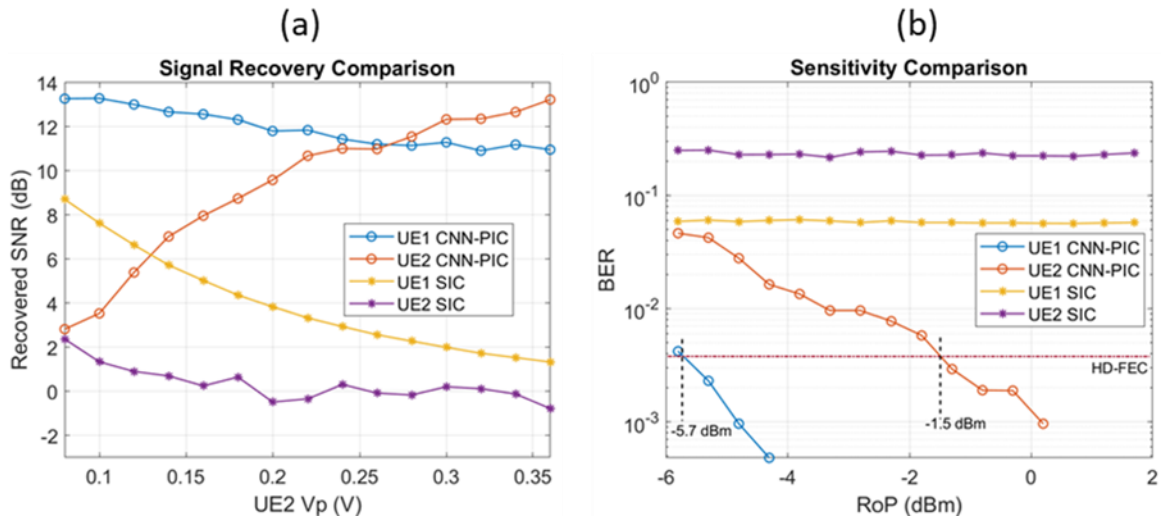 (a)
Signal Recovery Comparison
Recovered SNR (dB)
14
12
10
8
6
4
2
0
-2
UE1 CNN-PIC
UE2 CNN-PIC
UE1 SIC
UE2 SIC
0.1
0.15
0.2
0.25
0.3
0.35
UE2 Vp (V)
(b)
Sensitivity Comparison
BER
10^0
10^-1
10^-2
10^-3
UE1 CNN-PIC
UE2 CNN-PIC
UE1 SIC
UE2 SIC
HD-FEC
-5.7 dBm
-1.5 dBm
-6
-4
-2
0
2
RoP (dBm)